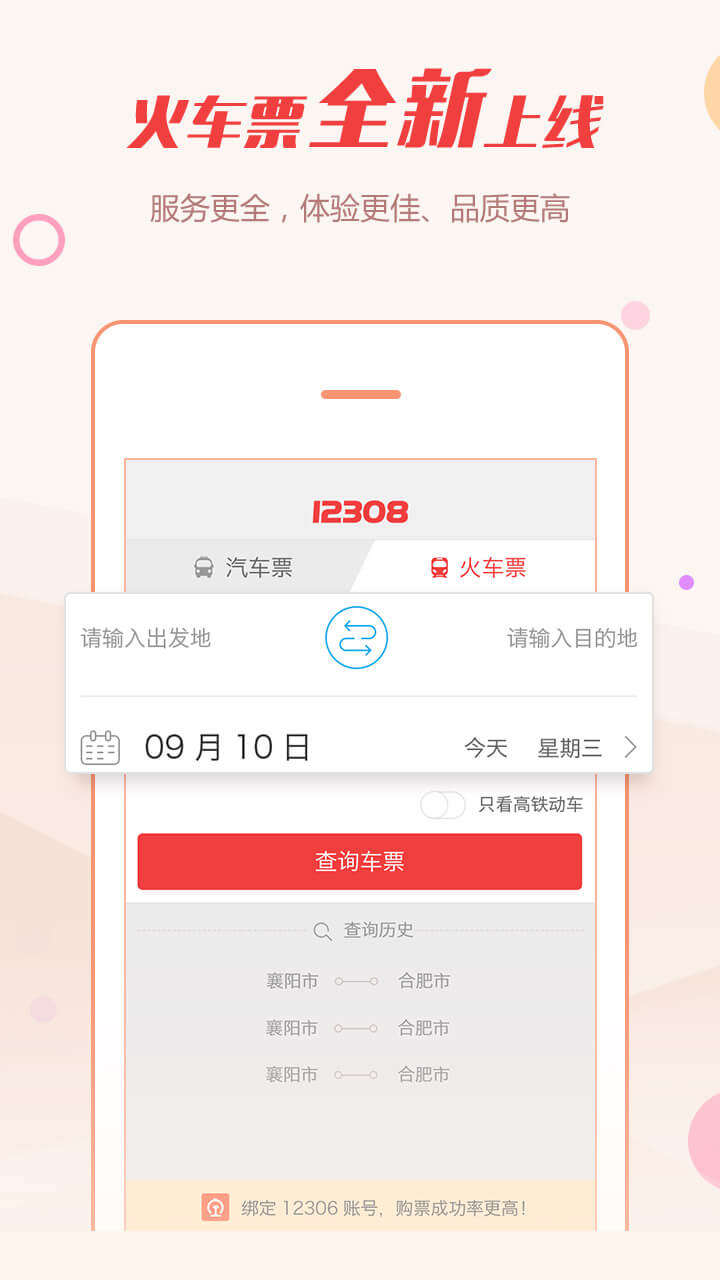 火车票全新上线
服务更全，体验更佳、品质更高
12308
汽车票 火车票
请输入出发地 请输入目的地
09 月 10 日 今天 星期三
只看高铁动车
查询车票
查询历史
襄阳市 合肥市
襄阳市 合肥市
襄阳市 合肥市
绑定 12306 账号，购票成功率更高！